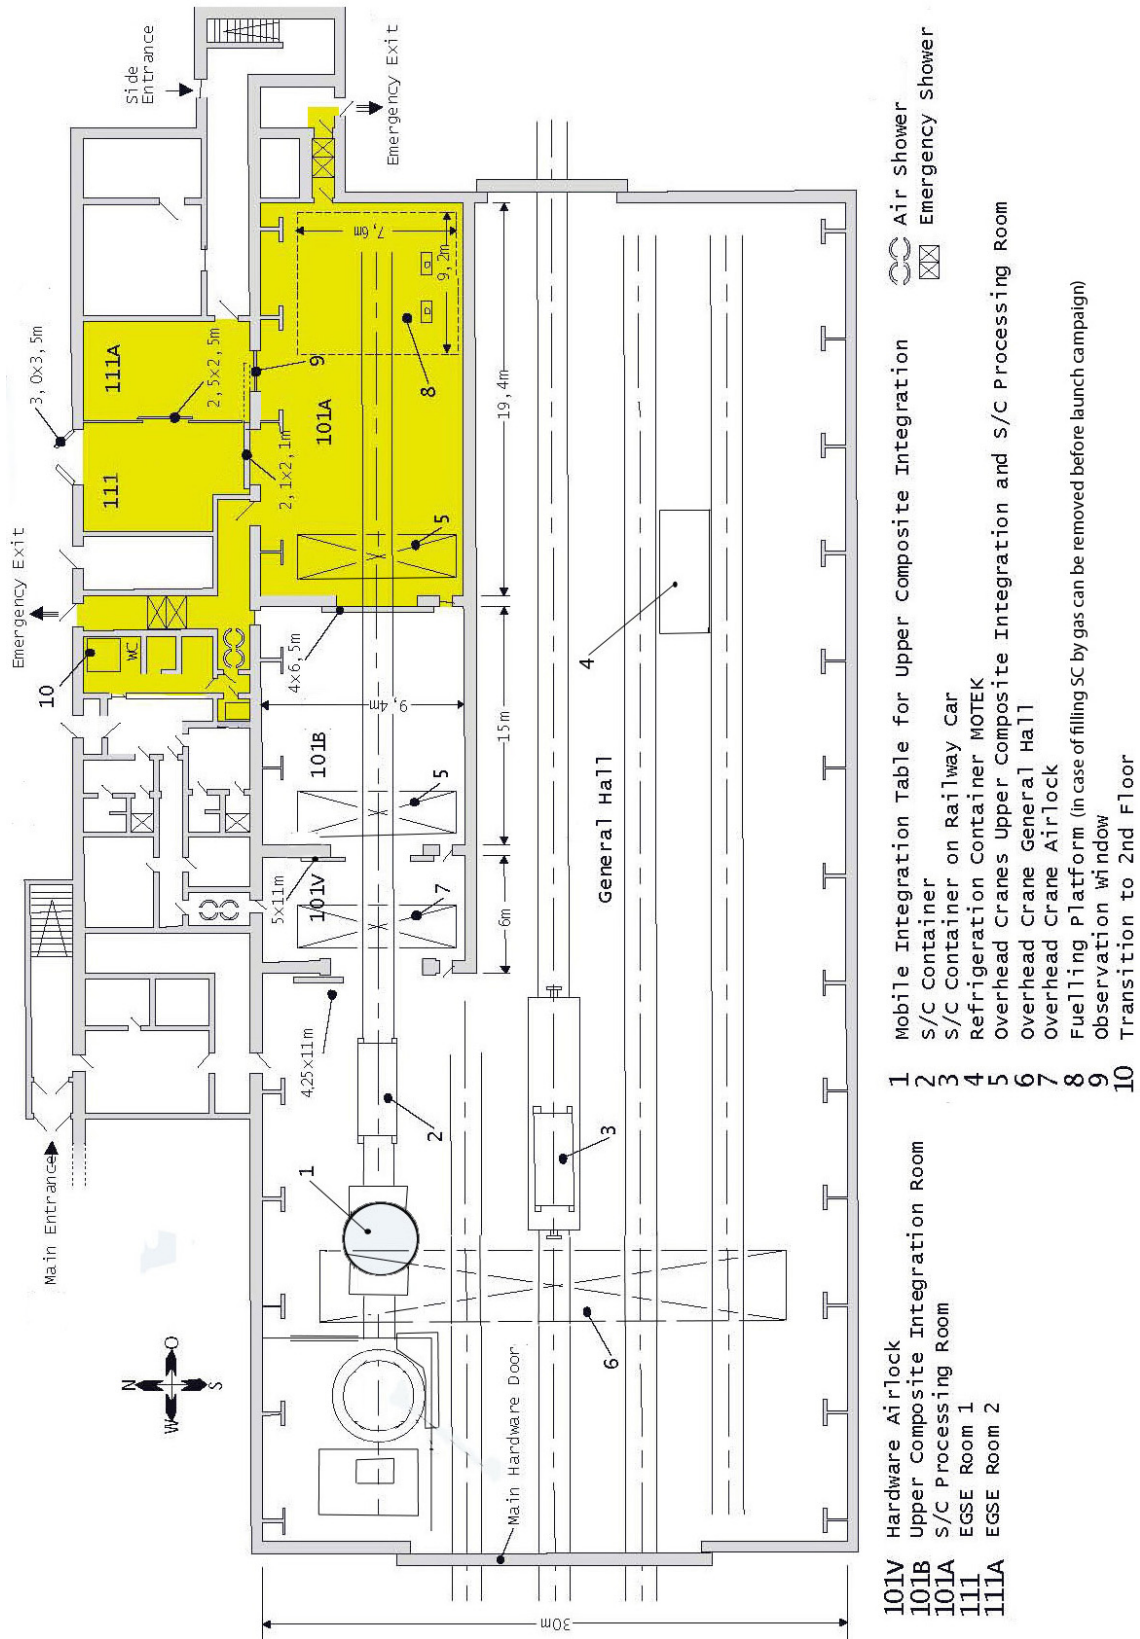 Main Entrance
Emergency Exit
Side
Entrance
Emergency Exit
N
W
O
S
10
WC
111
111A
3,0x3,5m
2,5x2,5m
2,1x2,1m
9
101A
8
7,6m
9,2m
19,4m
5
4x6,5m
9,4m
101B
15m
5
5x11m
101V
7
6m
4.25x11m
2
1
3
4
General Hall
6
Main Hardware Door
30m
101V Hardware Airlock
101B Upper Composite Integration Room
101A S/C Processing Room
111 EGSE Room 1
111A EGSE Room 2
1 Mobile Integration Table for Upper Composite Integration
2 S/C Container
3 S/C Container on Railway Car
4 Refrigeration Container MOTEK
5 Overhead Cranes Upper Composite Integration and S/C Processing Room
6 Overhead Crane General Hall
7 Overhead Crane Airlock
8 Fuelling Platform (in case of filling SC by gas can be removed before launch campaign)
9 Observation Window
10 Transition to 2nd Floor
Air Shower
Emergency Shower